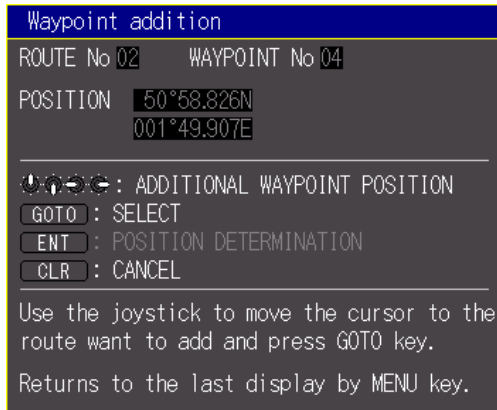 Waypoint addition
ROUTE No 02 WAYPOINT No 04
POSITION 50°58.826N
001°49.907E
: ADDITIONAL WAYPOINT POSITION
GOTO : SELECT
ENT : POSITION DETERMINATION
CLR : CANCEL
Use the joystick to move the cursor to the
route want to add and press GOTO key.
Returns to the last display by MENU key.